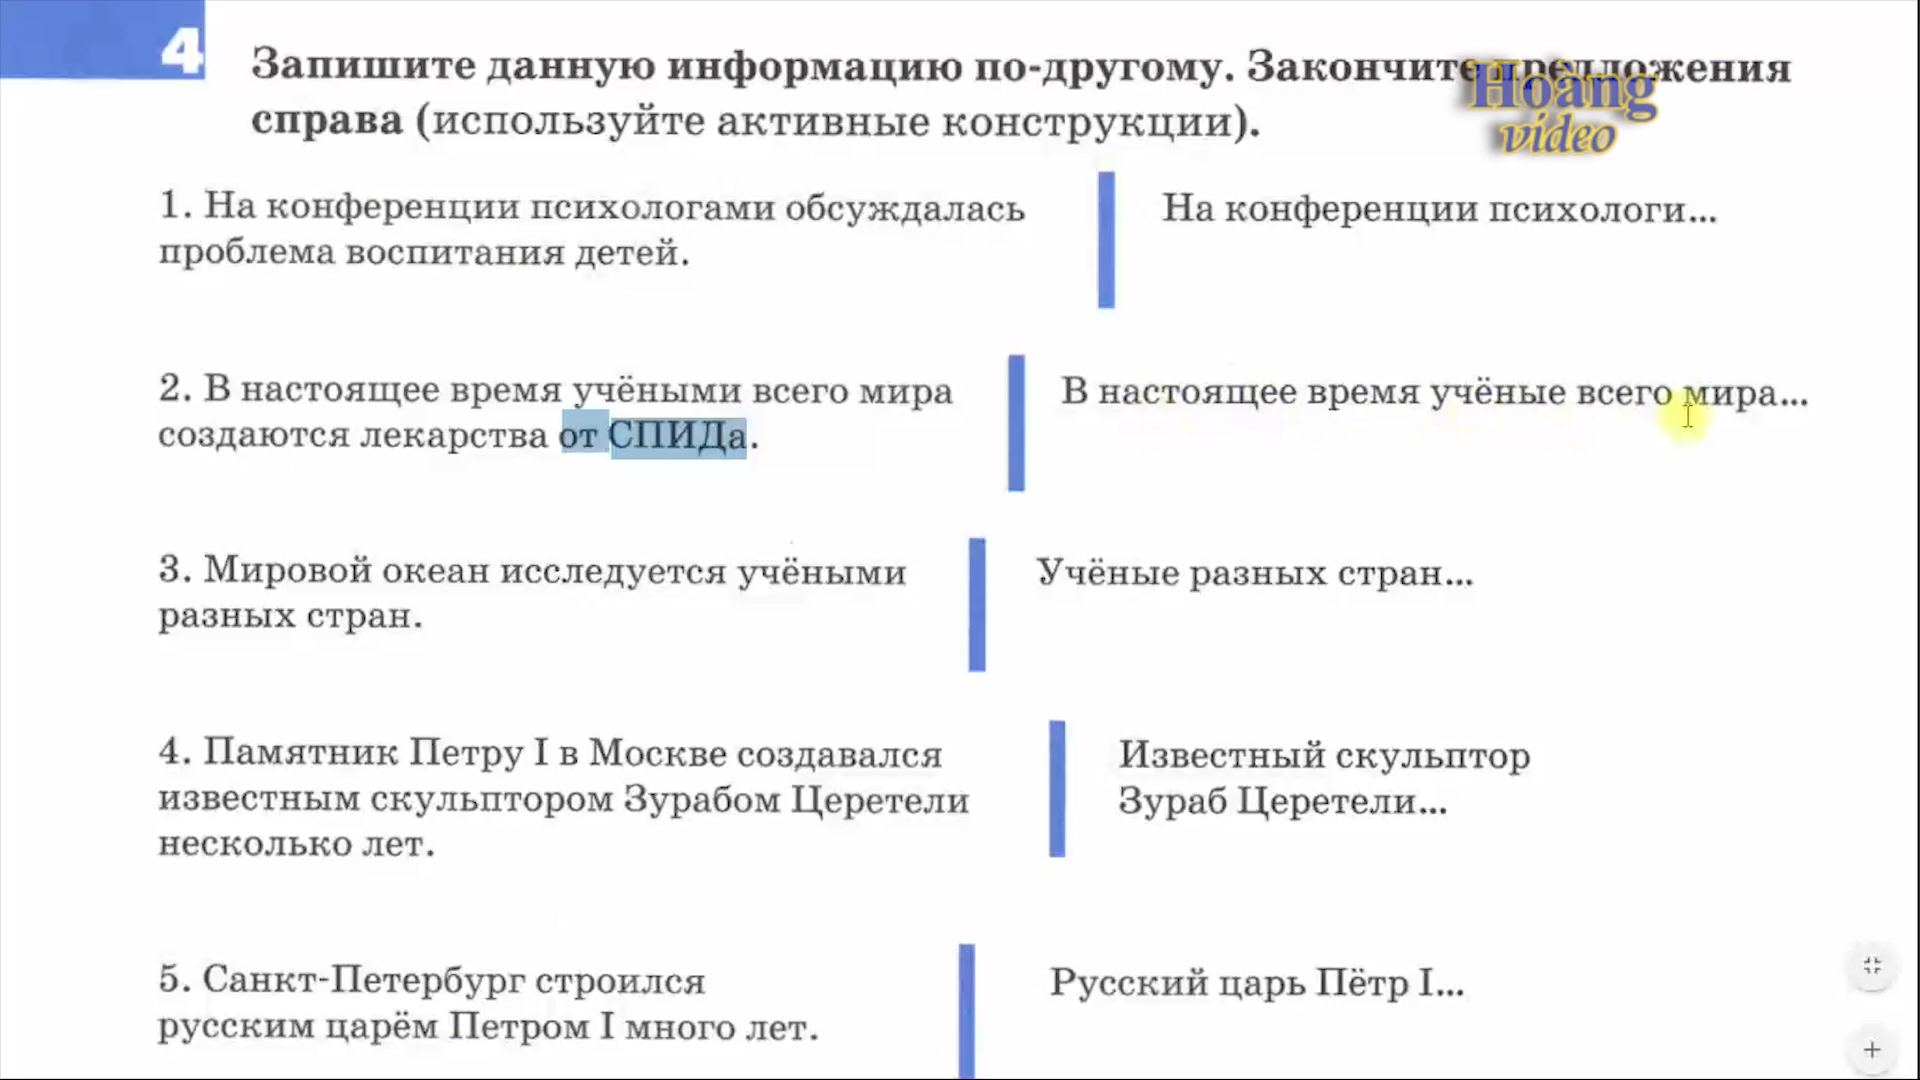 4
Запишите данную информацию по-другому. Закончите предложения
справа (используйте активные конструкции).
Hoàng
video
1. На конференции психологами обсуждалась
проблема воспитания детей.
На конференции психологи...
2. В настоящее время учёными всего мира
создаются лекарства от СПИДа.
В настоящее время учёные всего мира...
3. Мировой океан исследуется учёными
разных стран.
Учёные разных стран...
4. Памятник Петру I в Москве создавался
известным скульптором Зурабом Церетели
несколько лет.
Известный скульптор
Зураб Церетели...
5. Санкт-Петербург строился
русским царём Петром I много лет.
Русский царь Пётр I...